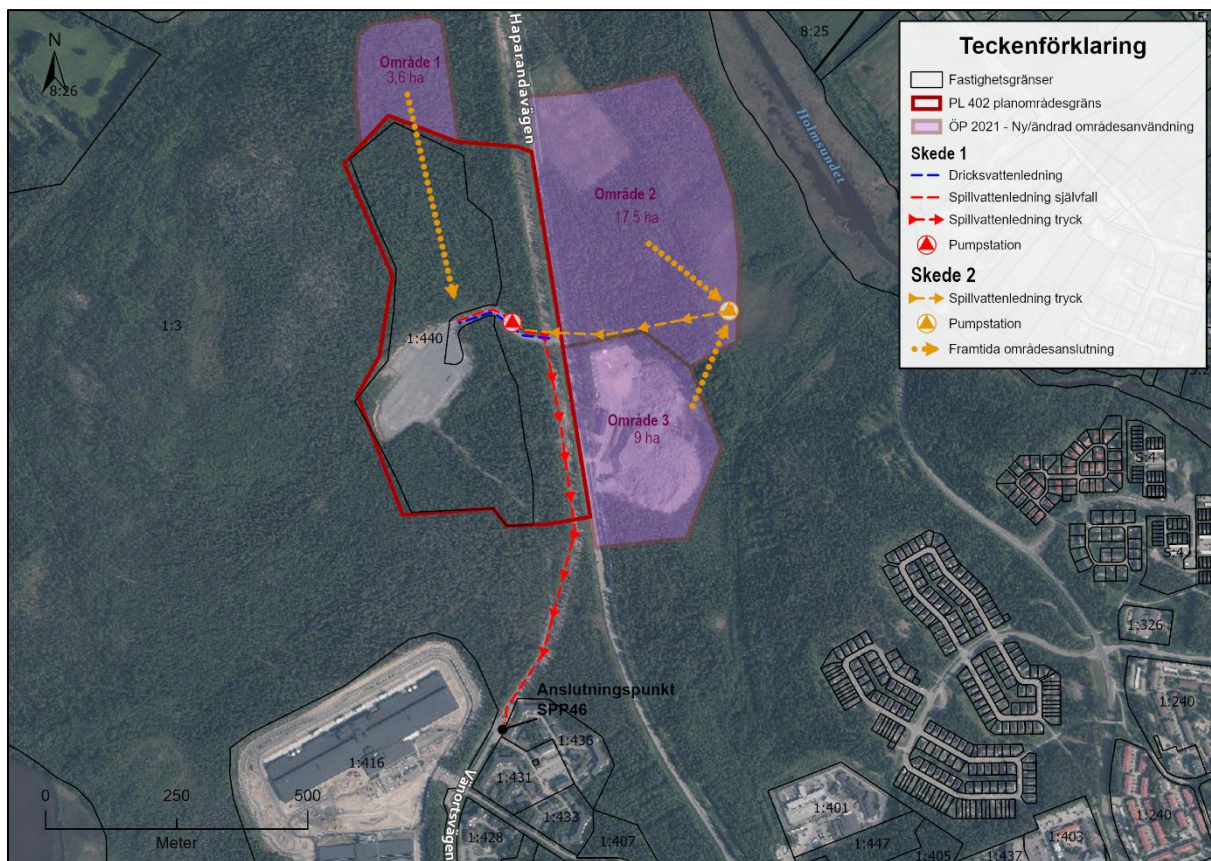 N
8:26
Område 1
3,6 ha
Haparandavägen
8:25
Holmsundet
Område 2
17,5 ha
1:3
1:440
Område 3
9 ha
Anslutningspunkt
SPP46
1:416
1:436
1:431
1:433
1:428
1:407
Vänortsvägen
0 250 500
Meter
S:4
S:4
1:326
1:240
1:240
1:401
1:447
1:405
1:437
1:403
Teckenförklaring
Fastighetsgränser
PL 402 planområdesgräns
ÖP 2021 - Ny/ändrad områdesanvändning
Skede 1
Dricksvattenledning
Spillvattenledning självfall
Spillvattenledning tryck
Pumpstation
Skede 2
Spillvattenledning tryck
Pumpstation
Framtida områdesanslutning